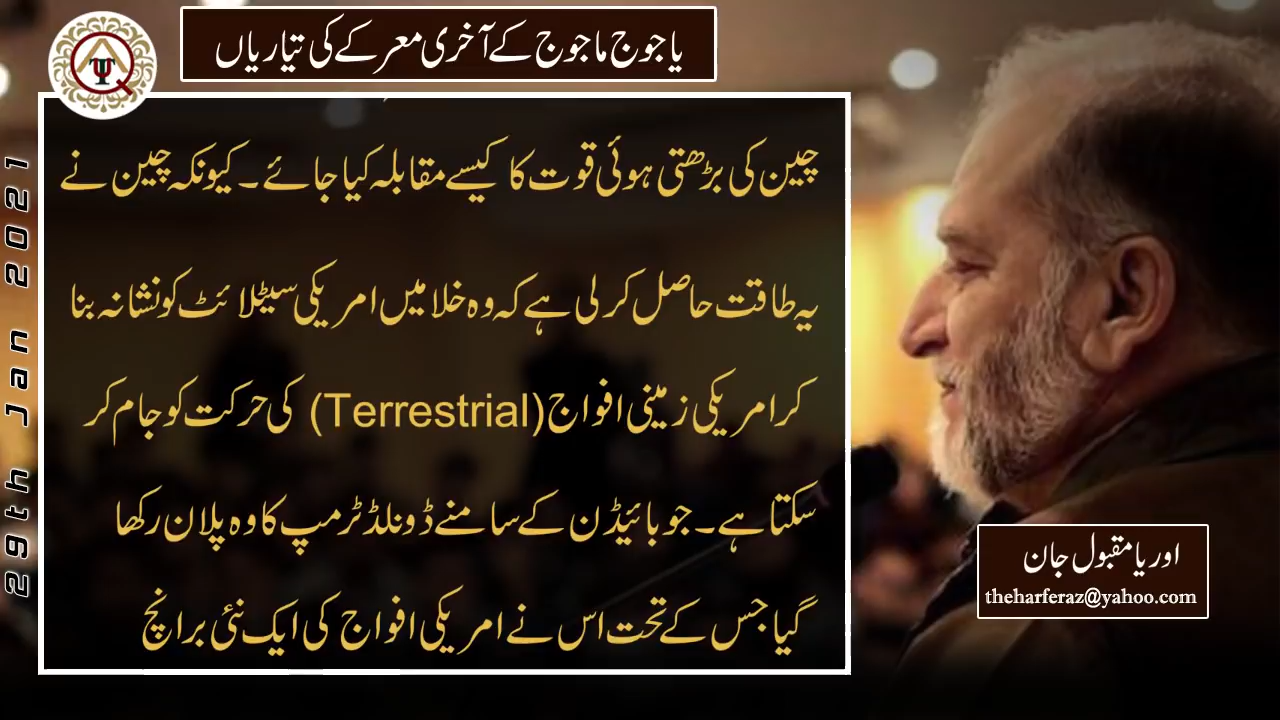 یاجوج ماجوج کے آخری معرکے کی تیاریاں
چین کی بڑھتی ہوئی قوت کا کیسے مقابلہ کیا جائے۔ کیونکہ چین نے
یہ طاقت حاصل کر لی ہے کہ وہ خلا میں امریکی سیٹلائٹ کو نشانہ بنا
کر امریکی زمینی افواج (Terrestrial) کی حرکت کو جام کر
سکتا ہے۔ جو بائیڈن کے سامنے ڈونلڈ ٹرمپ کا وہ پلان رکھا
گیا جس کے تحت اس نے امریکی افواج کی ایک نئی برانچ
اوریا مقبول جان
theharferaz@yahoo.com
29th Jan 2021